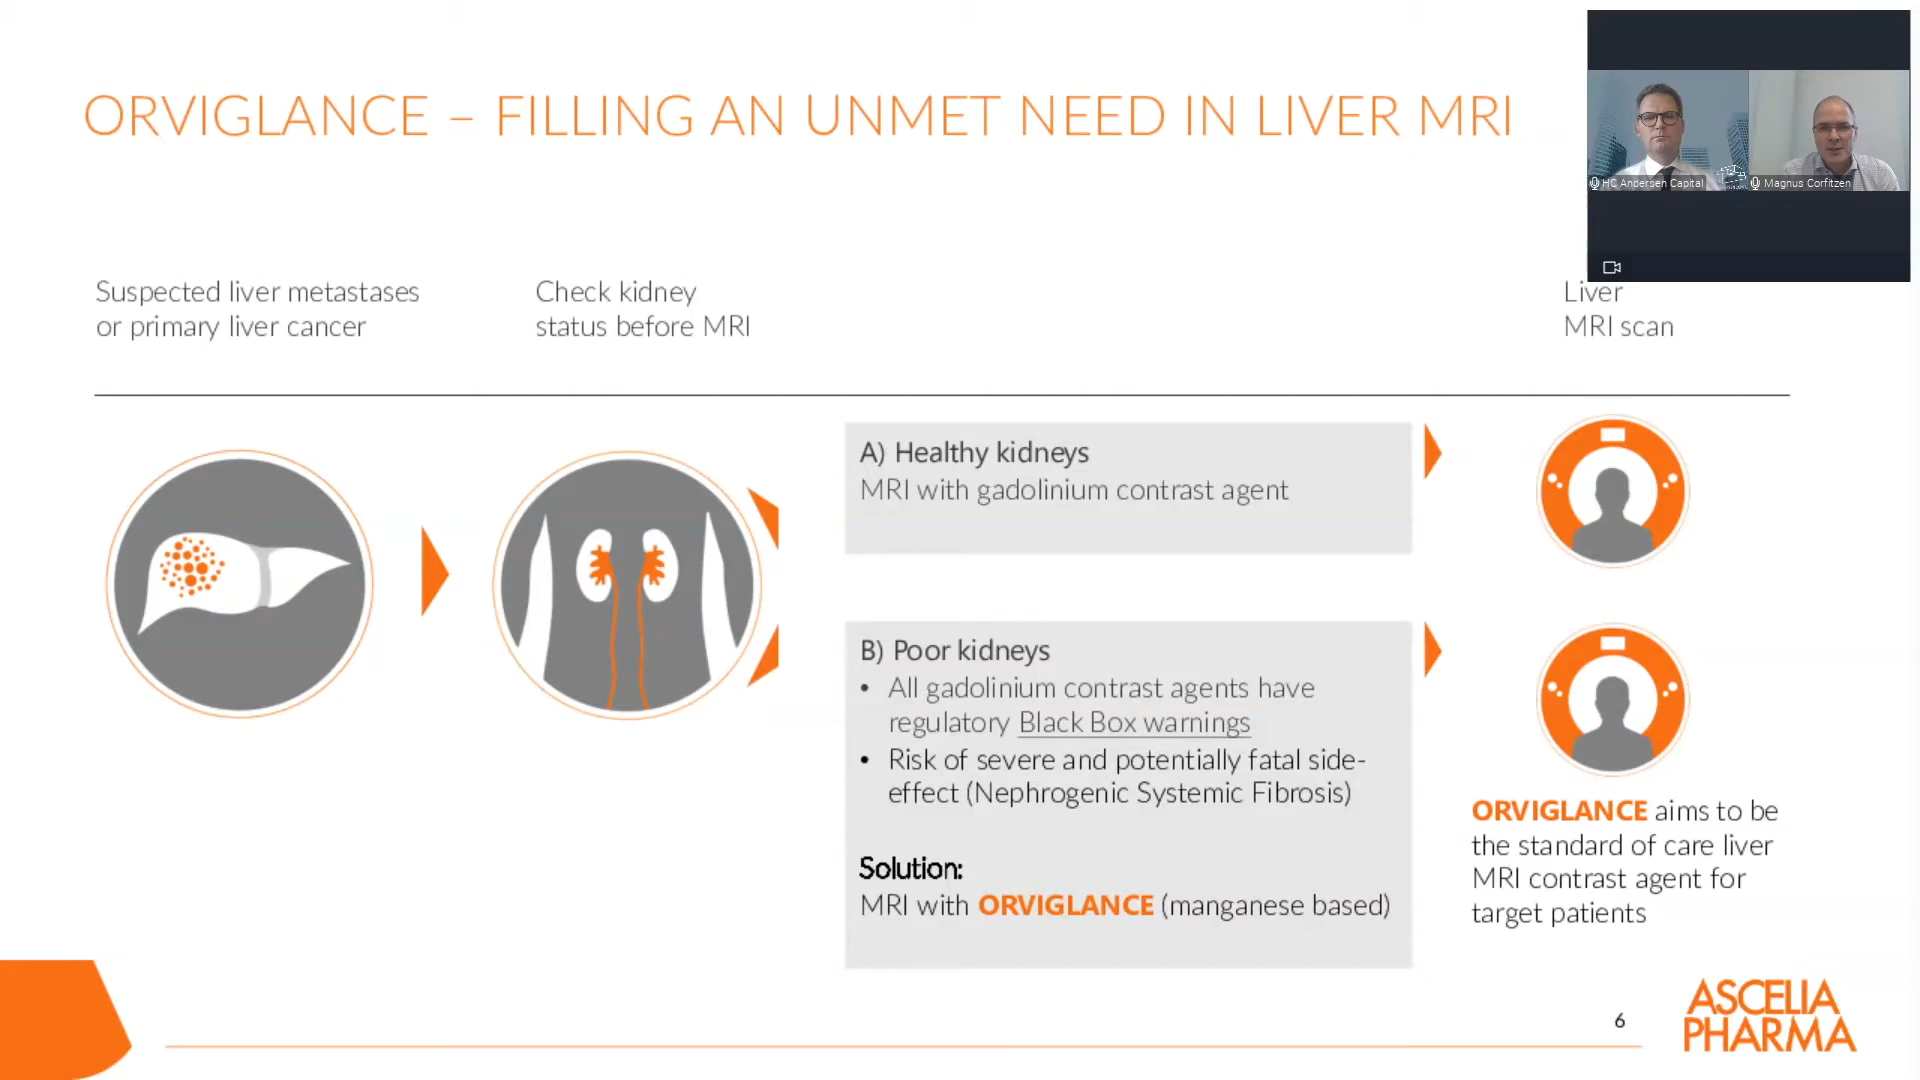 ORVIGLANCE – FILLING AN UNMET NEED IN LIVER MRI
HC Andersen Capital
Magnus Corfitzen
Suspected liver metastases
or primary liver cancer
Check kidney
status before MRI
Liver
MRI scan
A) Healthy kidneys
MRI with gadolinium contrast agent
B) Poor kidneys
• All gadolinium contrast agents have
regulatory Black Box warnings
• Risk of severe and potentially fatal side-
effect (Nephrogenic Systemic Fibrosis)
Solution:
MRI with ORVIGLANCE (manganese based)
ORVIGLANCE aims to be
the standard of care liver
MRI contrast agent for
target patients
6
ASCELIA
PHARMA